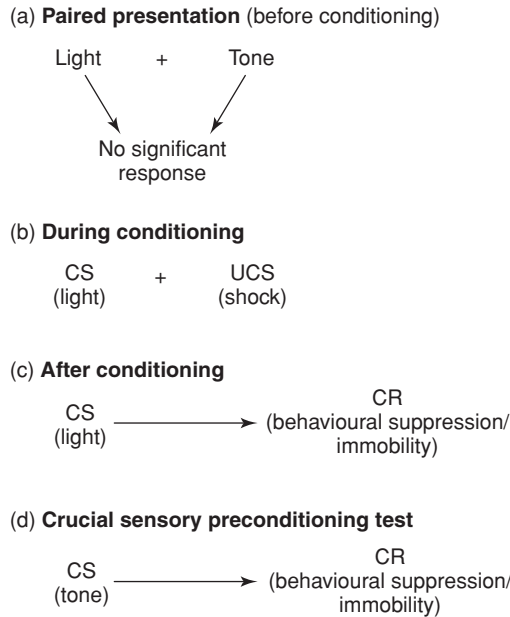 (a) Paired presentation (before conditioning)
Light + Tone
No significant
response
(b) During conditioning
CS + UCS
(light) (shock)
(c) After conditioning
CS
(light)
CR
(behavioural suppression/
immobility)
(d) Crucial sensory preconditioning test
CS
(tone)
CR
(behavioural suppression/
immobility)